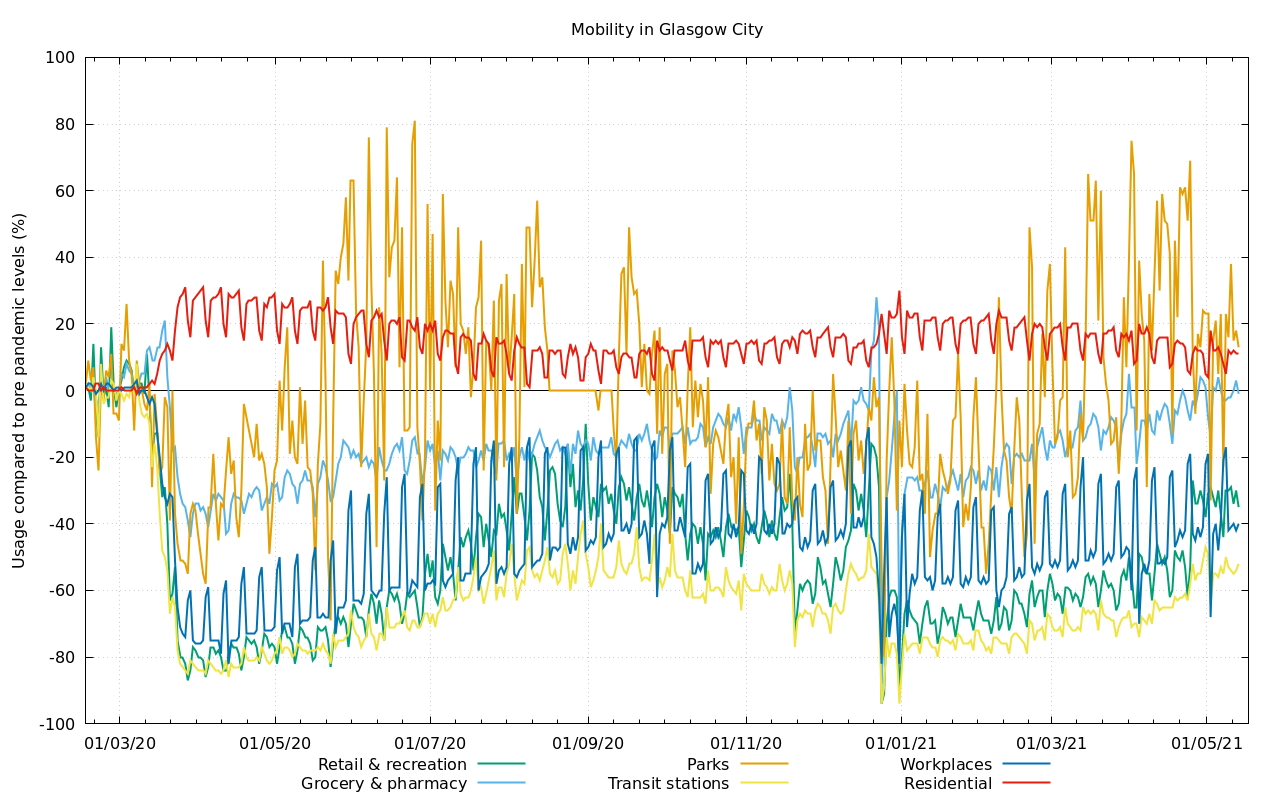 Mobility in Glasgow City
Usage compared to pre pandemic levels (%)
100
80
60
40
20
0
-20
-40
-60
-80
-100
01/03/20 01/05/20 01/07/20 01/09/20 01/11/20 01/01/21 01/03/21 01/05/21
Retail & recreation Parks Workplaces
Grocery & pharmacy Transit stations Residential